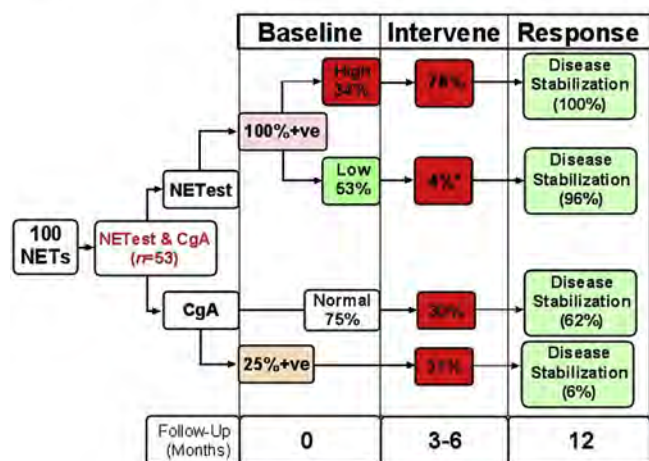 Baseline
Intervene
Response
High
34%
78%
Disease
Stabilization
(100%)
100%+ve
NETest
Low
53%
4%*
Disease
Stabilization
(96%)
100
NETs
NETest & CgA
(n=53)
CgA
Normal
75%
Disease
Stabilization
(62%)
25%+ve
Disease
Stabilization
(6%)
Follow-Up
(Months)
0
3-6
12